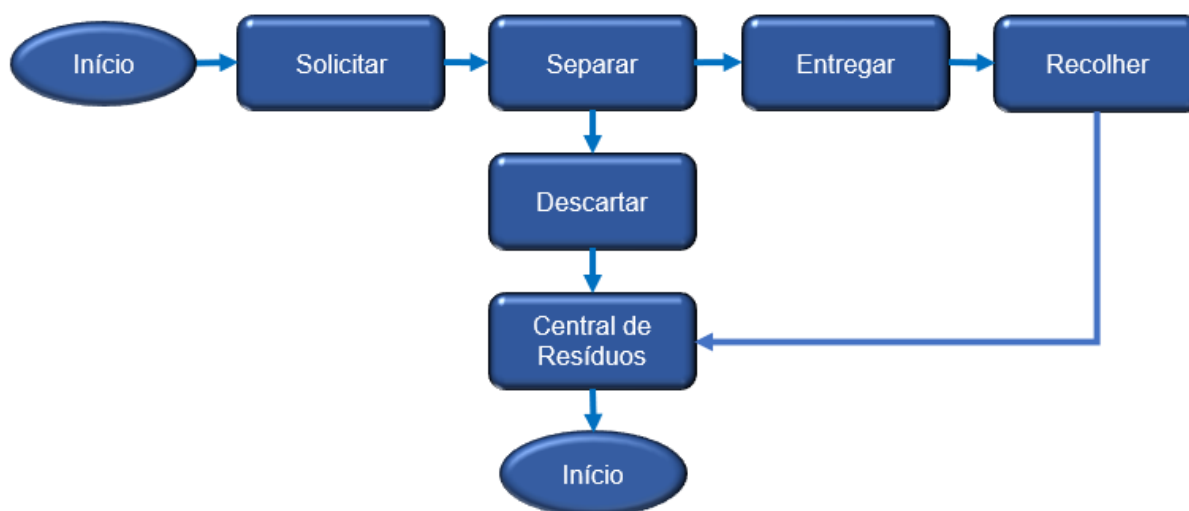 Início
Solicitar
Separar
Entregar
Recolher
Descartar
Central de
Resíduos
Início